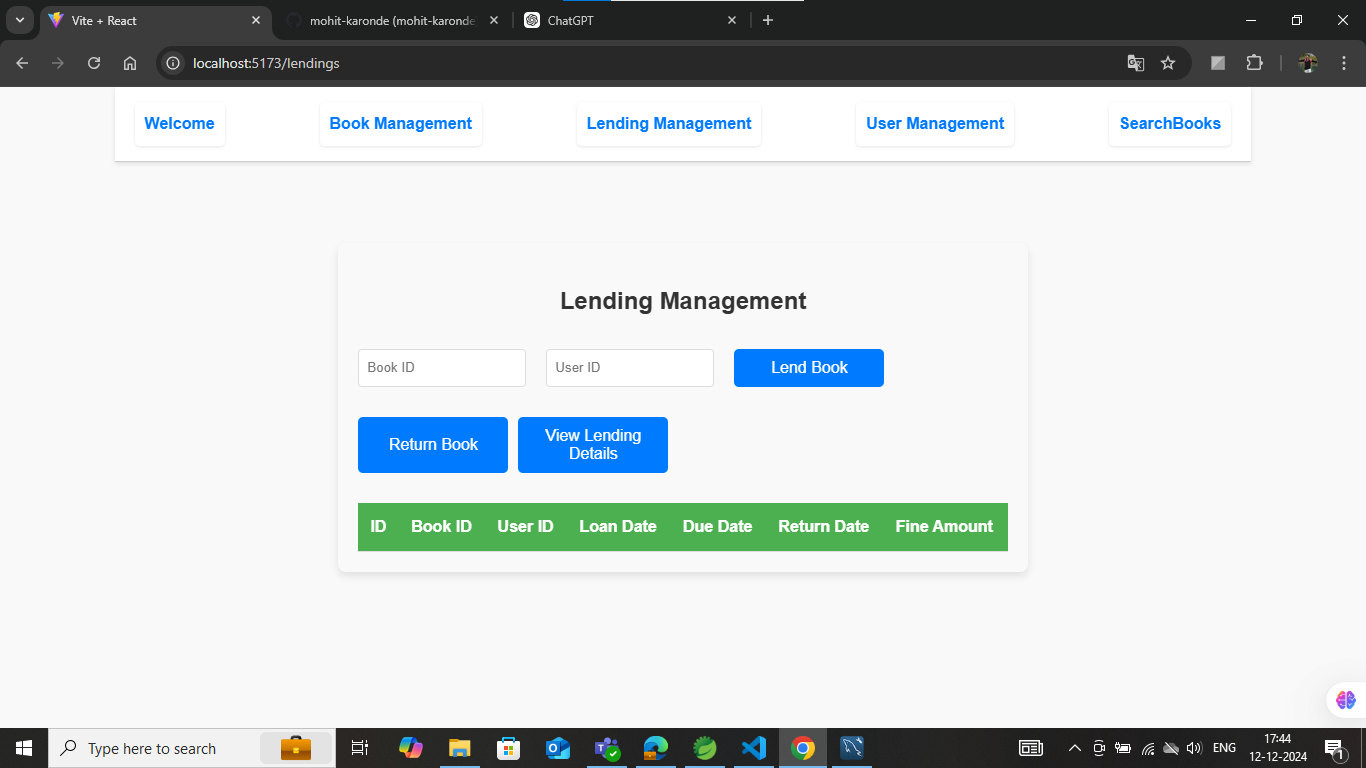 Vite + React
mohit-karonde (mohit-karonde
ChatGPT
localhost:5173/lendings
Welcome
Book Management
Lending Management
User Management
SearchBooks
Lending Management
Book ID
User ID
Lend Book
Return Book
View Lending
Details
ID Book ID User ID Loan Date Due Date Return Date Fine Amount
Type here to search
ENG
17:44
12-12-2024
1